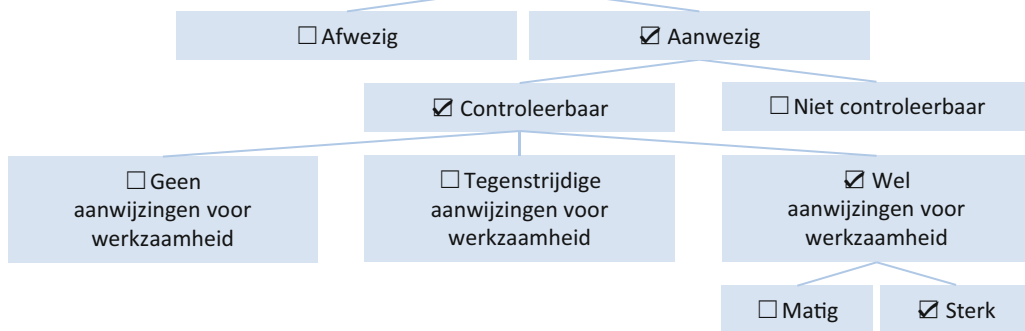 ☐ Afwezig
☑ Aanwezig
☑ Controleerbaar
☐ Niet controleerbaar
☐ Geen
aanwijzingen voor
werkzaamheid
☐ Tegenstrijdige
aanwijzingen voor
werkzaamheid
☑ Wel
aanwijzingen voor
werkzaamheid
☐ Matig
☑ Sterk